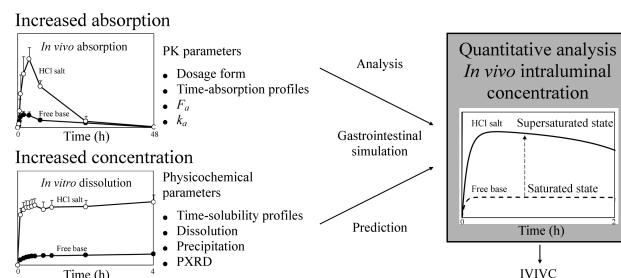 Increased absorption
In vivo absorption
HCl salt
Free base
0
48
Time (h)
PK parameters
● Dosage form
● Time-absorption profiles
● Fa
● ka
Increased concentration
In vitro dissolution
HCl salt
Free base
0
4
Time (h)
Physicochemical
parameters
● Time-solubility profiles
● Dissolution
● Precipitation
● PXRD
Analysis
Gastrointestinal
simulation
Prediction
Quantitative analysis
In vivo intraluminal
concentration
HCl salt
Supersaturated state
Free base
Saturated state
0
2
Time (h)
IVIVC